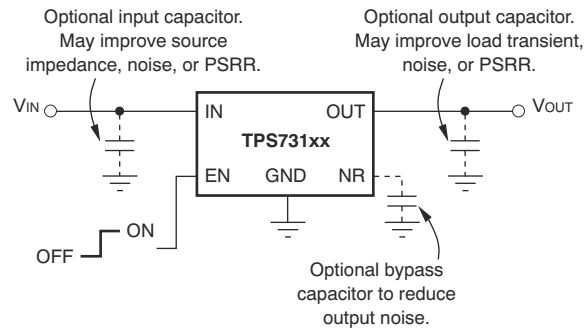 Optional input capacitor.
May improve source
impedance, noise, or PSRR.
Optional output capacitor.
May improve load transient,
noise, or PSRR.
VIN
IN
OUT
VOUT
TPS731xx
EN
GND
NR
ON
OFF
Optional bypass
capacitor to reduce
output noise.